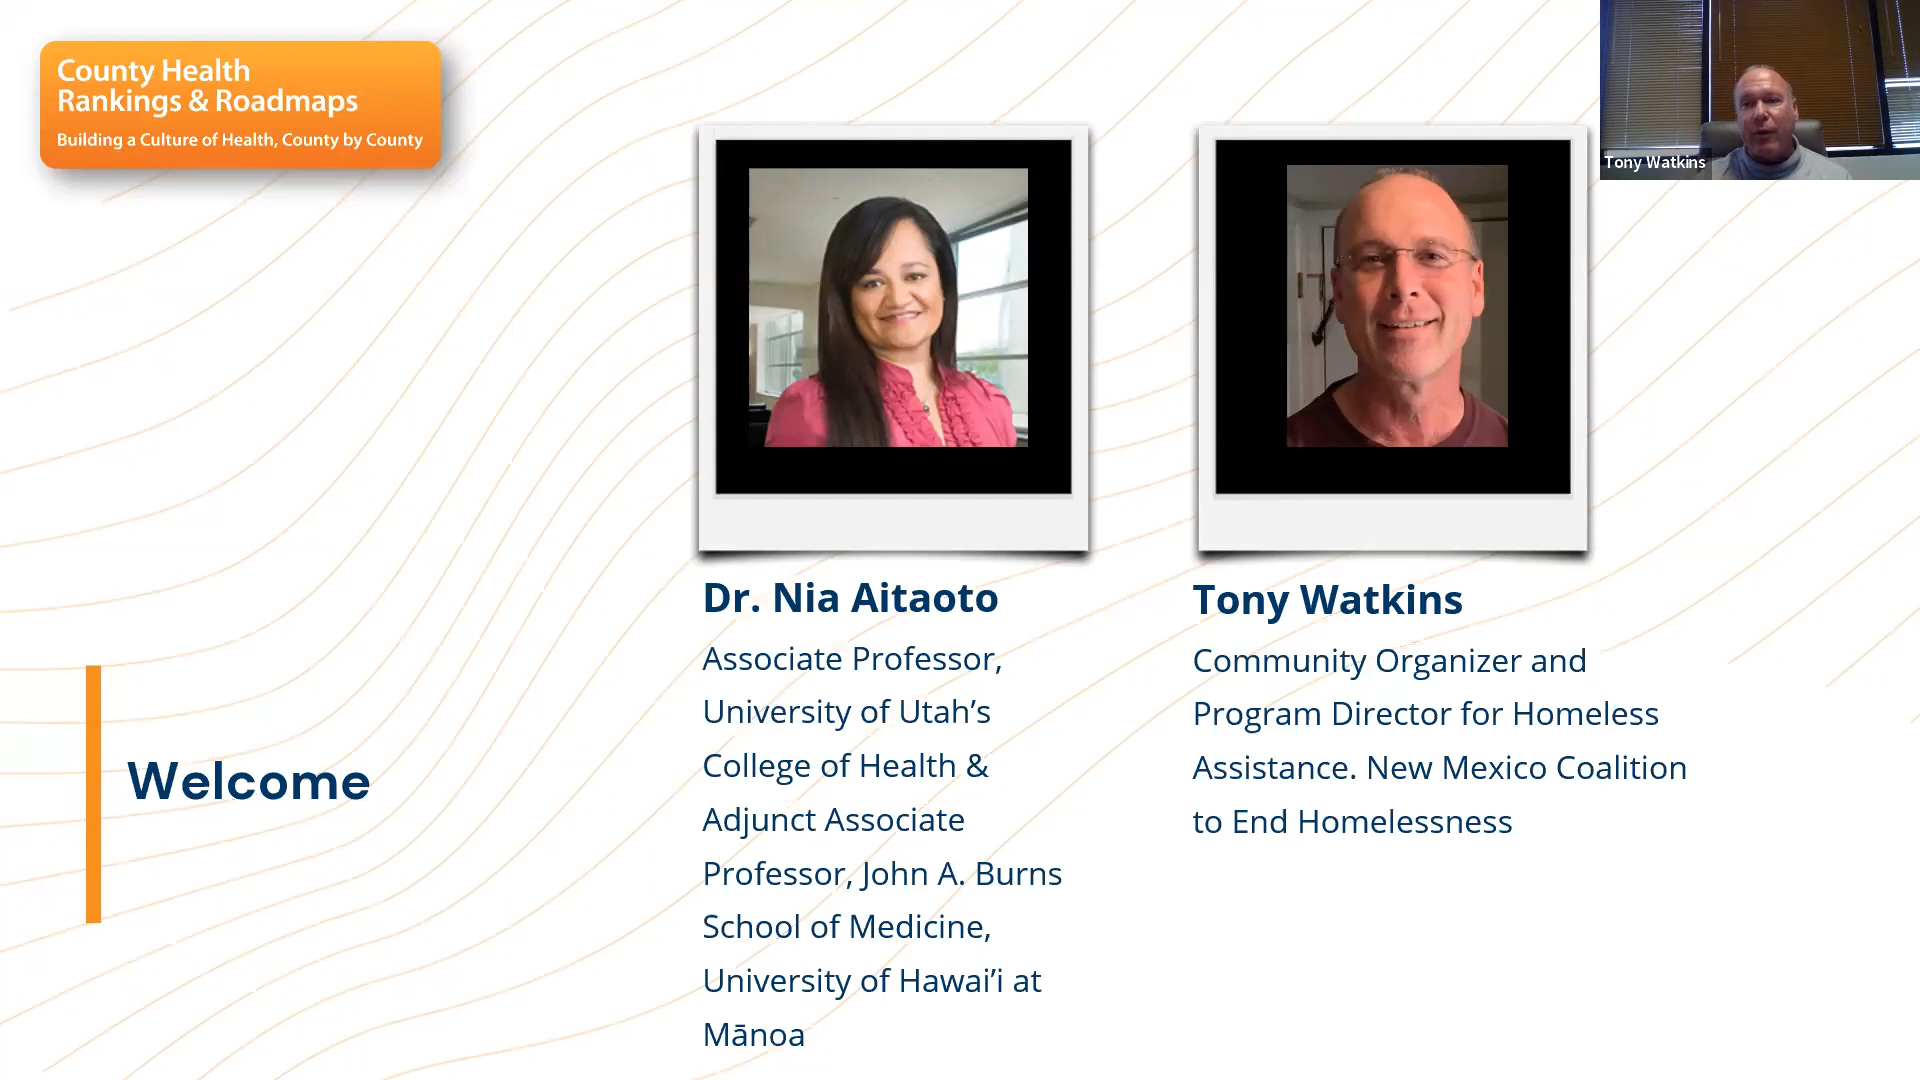 County Health
Rankings & Roadmaps
Building a Culture of Health, County by County
Tony Watkins
Welcome
Dr. Nia Aitaoto
Associate Professor,
University of Utah’s
College of Health &
Adjunct Associate
Professor, John A. Burns
School of Medicine,
University of Hawai’i at
Mānoa
Tony Watkins
Community Organizer and
Program Director for Homeless
Assistance. New Mexico Coalition
to End Homelessness